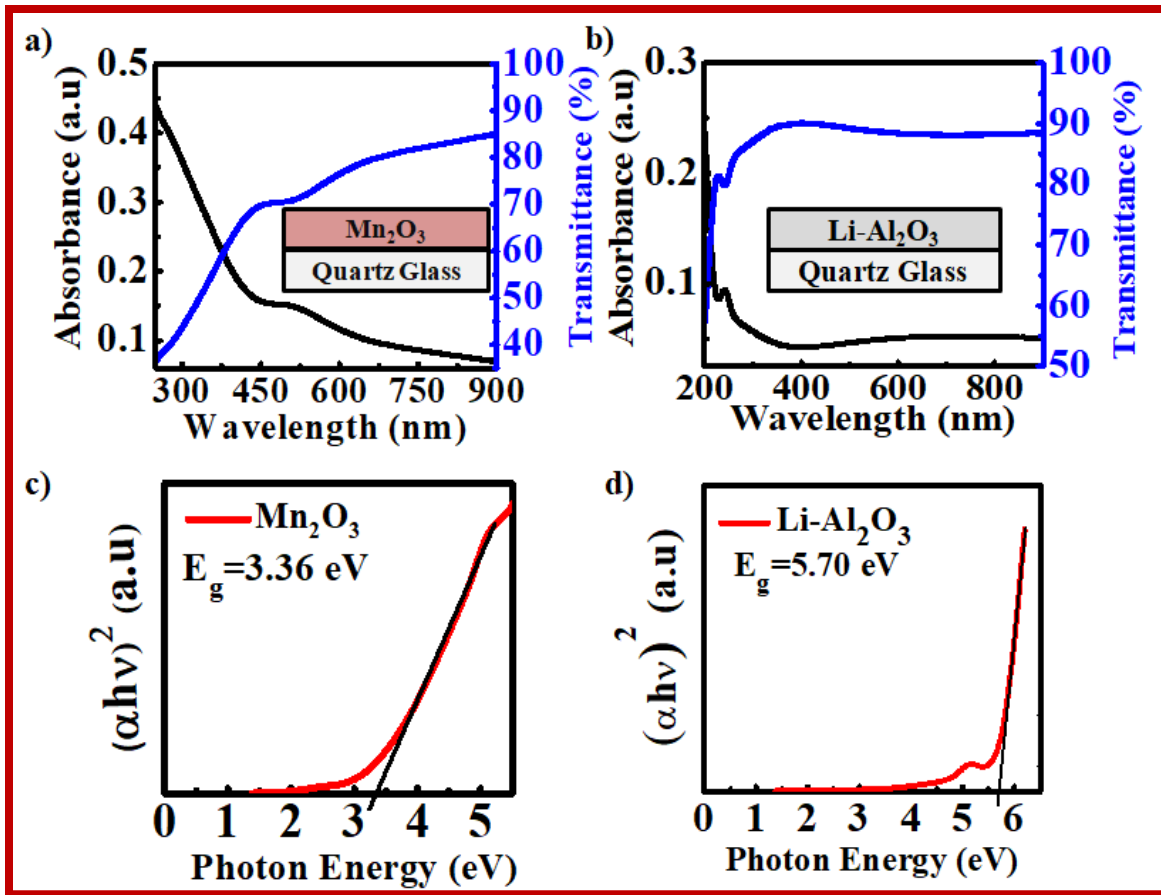 a)
Absorbance (a.u)
0.5
0.4
0.3
0.2
0.1
100
90
80
70
60
50
40
Transmittance (%)
Mn₂O₃
Quartz Glass
300 450 600 750 900
Wavelength (nm)
b)
Absorbance (a.u)
0.3
0.2
0.1
100
90
80
70
60
50
Transmittance (%)
Li-Al₂O₃
Quartz Glass
200 400 600 800
Wavelength (nm)
c)
(αhν)² (a.u)
Mn₂O₃
E_g=3.36 eV
0 1 2 3 4 5
Photon Energy (eV)
d)
(αhν)² (a.u)
Li-Al₂O₃
E_g=5.70 eV
0 1 2 3 4 5 6
Photon Energy (eV)